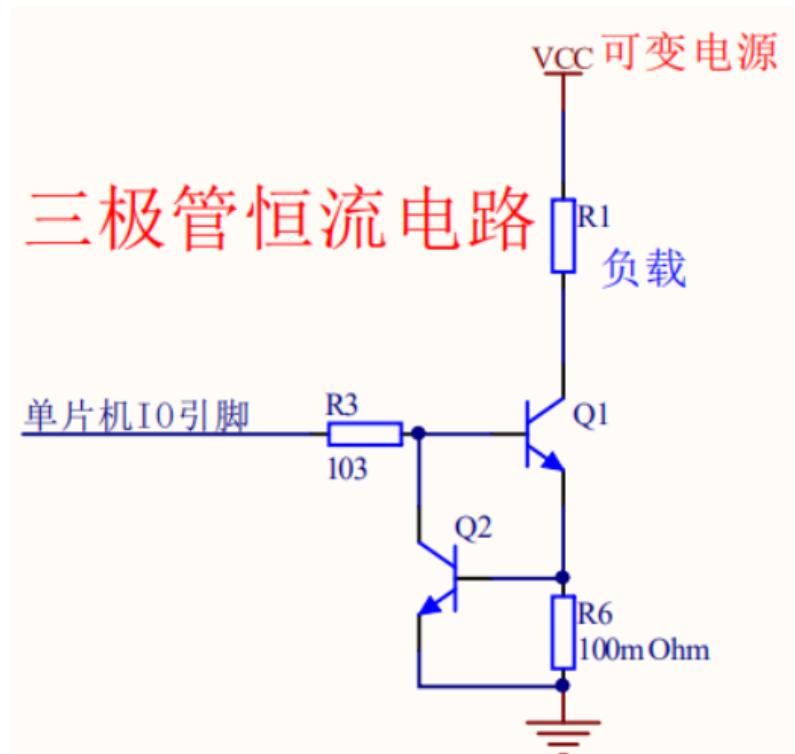 VCC 可变电源
三极管恒流电路
R1
负载
单片机IO引脚
R3
103
Q1
Q2
R6
100m Ohm